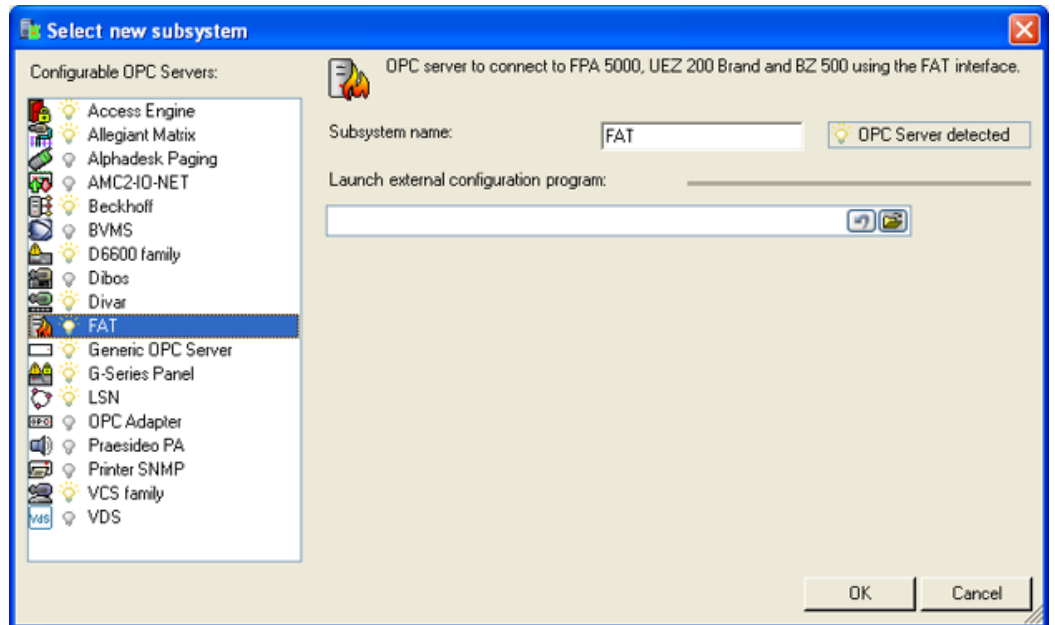 Select new subsystem
Configurable OPC Servers:
OPC server to connect to FPA 5000, UEZ 200 Brand and BZ 500 using the FAT interface.
Access Engine
Allegiant Matrix
Alphadesk Paging
AMC2-IO-NET
Beckhoff
BVMS
D6600 family
Dibos
Divar
FAT
Generic OPC Server
G-Series Panel
LSN
OPC Adapter
Praesideo PA
Printer SNMP
VCS family
VdS VDS
Subsystem name:
FAT
OPC Server detected
Launch external configuration program:
OK
Cancel